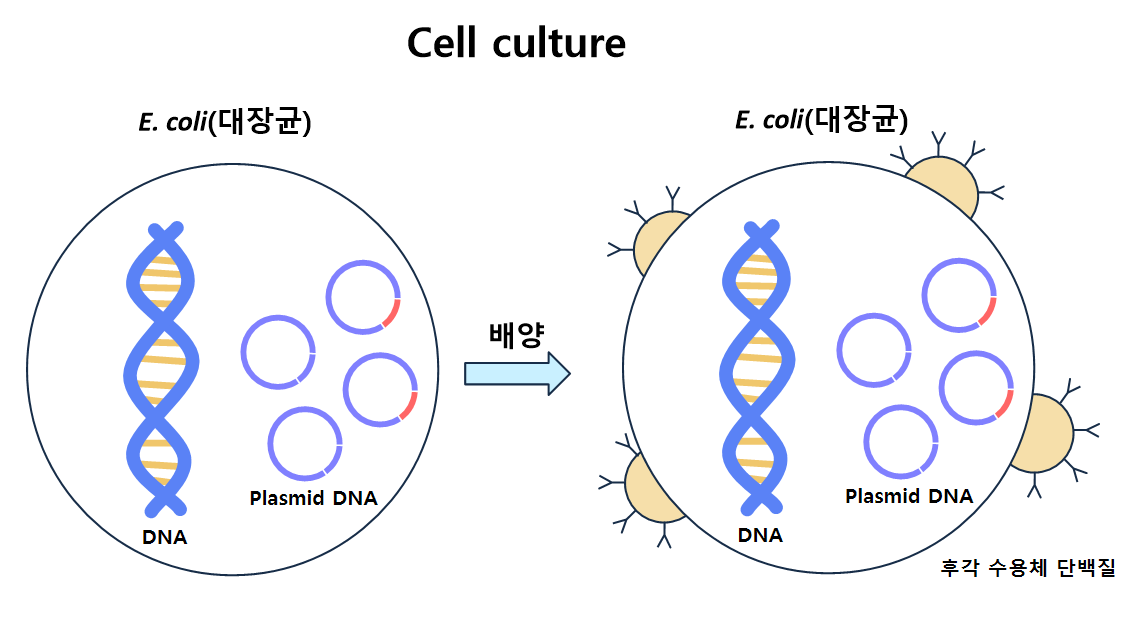 Cell culture
E. coli(대장균)
E. coli(대장균)
배양
Plasmid DNA
DNA
Plasmid DNA
DNA
후각 수용체 단백질